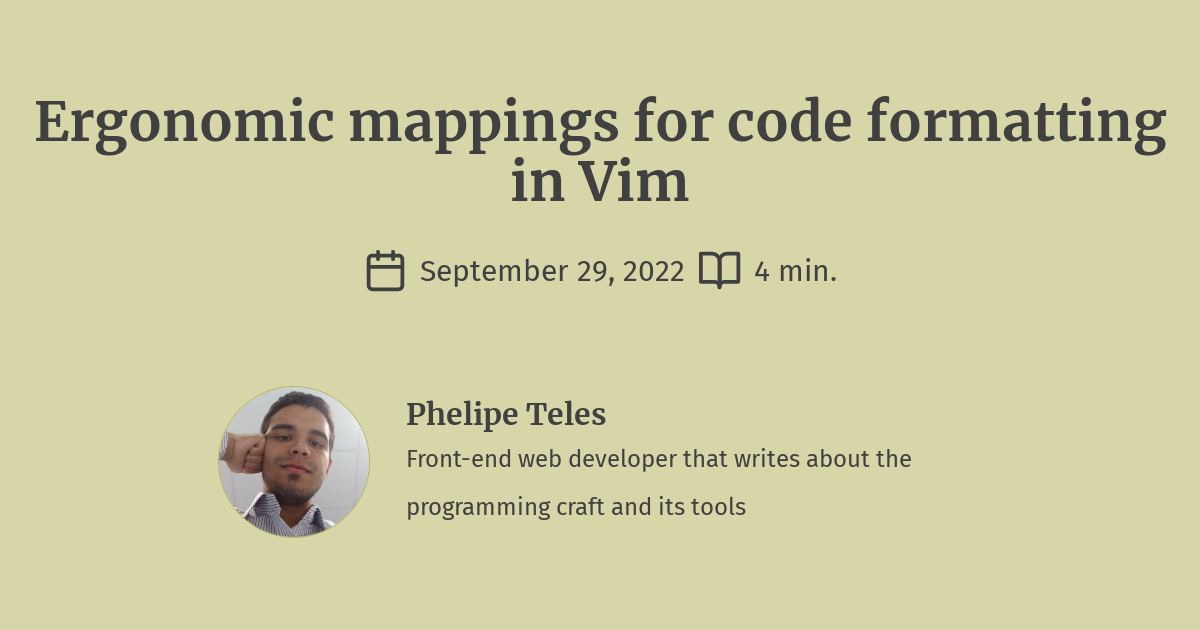 Ergonomic mappings for code formatting
in Vim
September 29, 2022 4 min.
Phelipe Teles
Front-end web developer that writes about the
programming craft and its tools